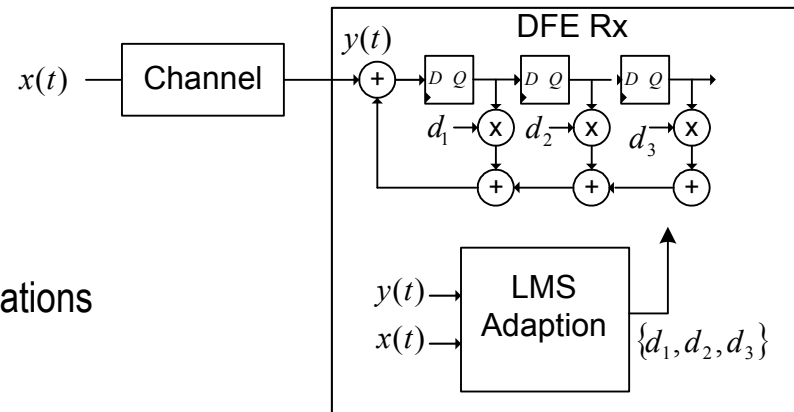 DFE Rx
y(t)
x(t) Channel + D Q D Q D Q
d₁ x d₂ x d₃ x
+ + +
ations
y(t)
x(t)
LMS
Adaption
{d₁, d₂, d₃}